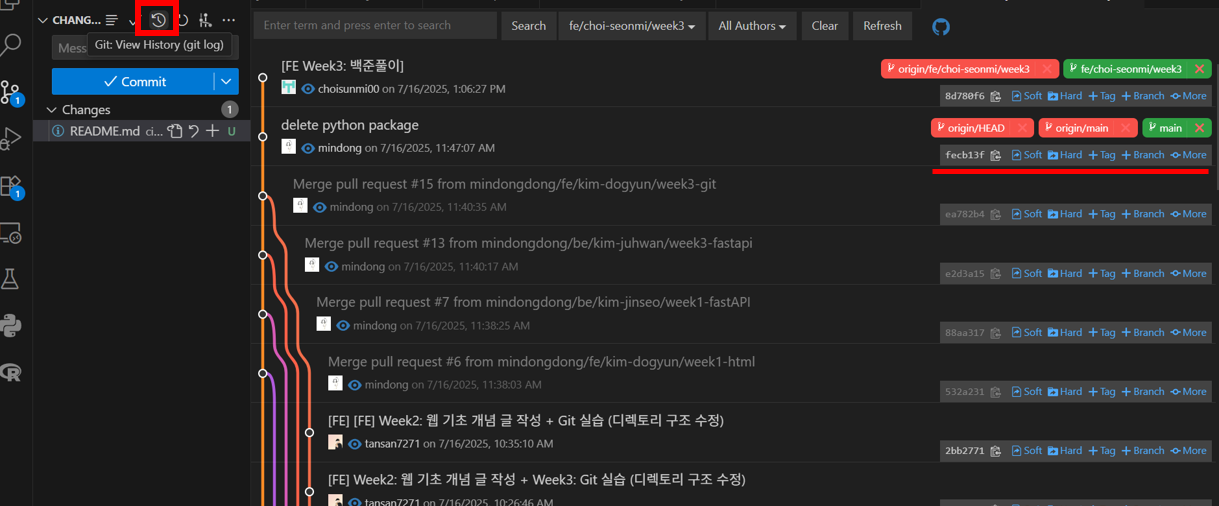 CHANG...
Git: View History (git log)
Mess
Commit
Changes
1
README.md ci... U
1
1
Enter term and press enter to search
Search
fe/choi-seonmi/week3
All Authors
Clear
Refresh
[FE Week3: 백준풀이]
origin/fe/choi-seonmi/week3
fe/choi-seonmi/week3
choisunmi00 on 7/16/2025, 1:06:27 PM
8d780f6 Soft Hard +Tag +Branch More
delete python package
origin/HEAD
origin/main
main
mindong on 7/16/2025, 11:47:07 AM
fecb13f Soft Hard +Tag +Branch More
Merge pull request #15 from mindongdong/fe/kim-dogyun/week3-git
mindong on 7/16/2025, 11:40:35 AM
ea782b4 Soft Hard +Tag +Branch More
Merge pull request #13 from mindongdong/be/kim-juhwan/week3-fastapi
mindong on 7/16/2025, 11:40:17 AM
e2d3a15 Soft Hard +Tag +Branch More
Merge pull request #7 from mindongdong/be/kim-jinseo/week1-fastAPI
mindong on 7/16/2025, 11:38:25 AM
88aa317 Soft Hard +Tag +Branch More
Merge pull request #6 from mindongdong/fe/kim-dogyun/week1-html
mindong on 7/16/2025, 11:38:03 AM
532a231 Soft Hard +Tag +Branch More
[FE] [FE] Week2: 웹 기초 개념 글 작성 + Git 실습 (디렉토리 구조 수정)
tansan7271 on 7/16/2025, 10:35:10 AM
2bb2771 Soft Hard +Tag +Branch More
[FE] Week2: 웹 기초 개념 글 작성 + Week3: Git 실습 (디렉토리 구조 수정)
tansan7271 on 7/16/2025, 10:26:46 AM